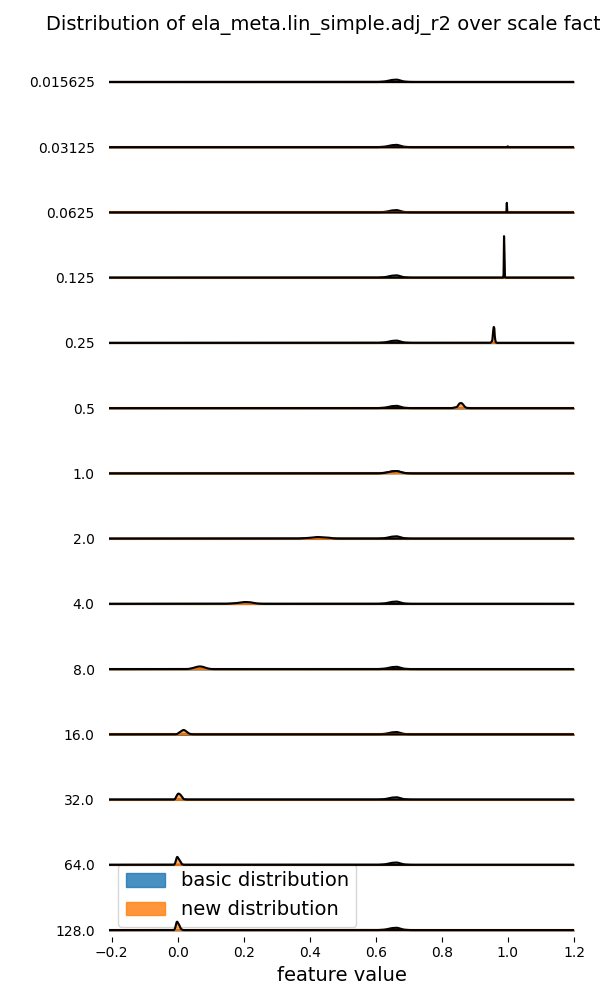 Distribution of ela_meta.lin_simple.adj_r2 over scale fact
0.015625
0.03125
0.0625
0.125
0.25
0.5
1.0
2.0
4.0
8.0
16.0
32.0
64.0
basic distribution
new distribution
128.0
−0.2 0.0 0.2 0.4 0.6 0.8 1.0 1.2
feature value